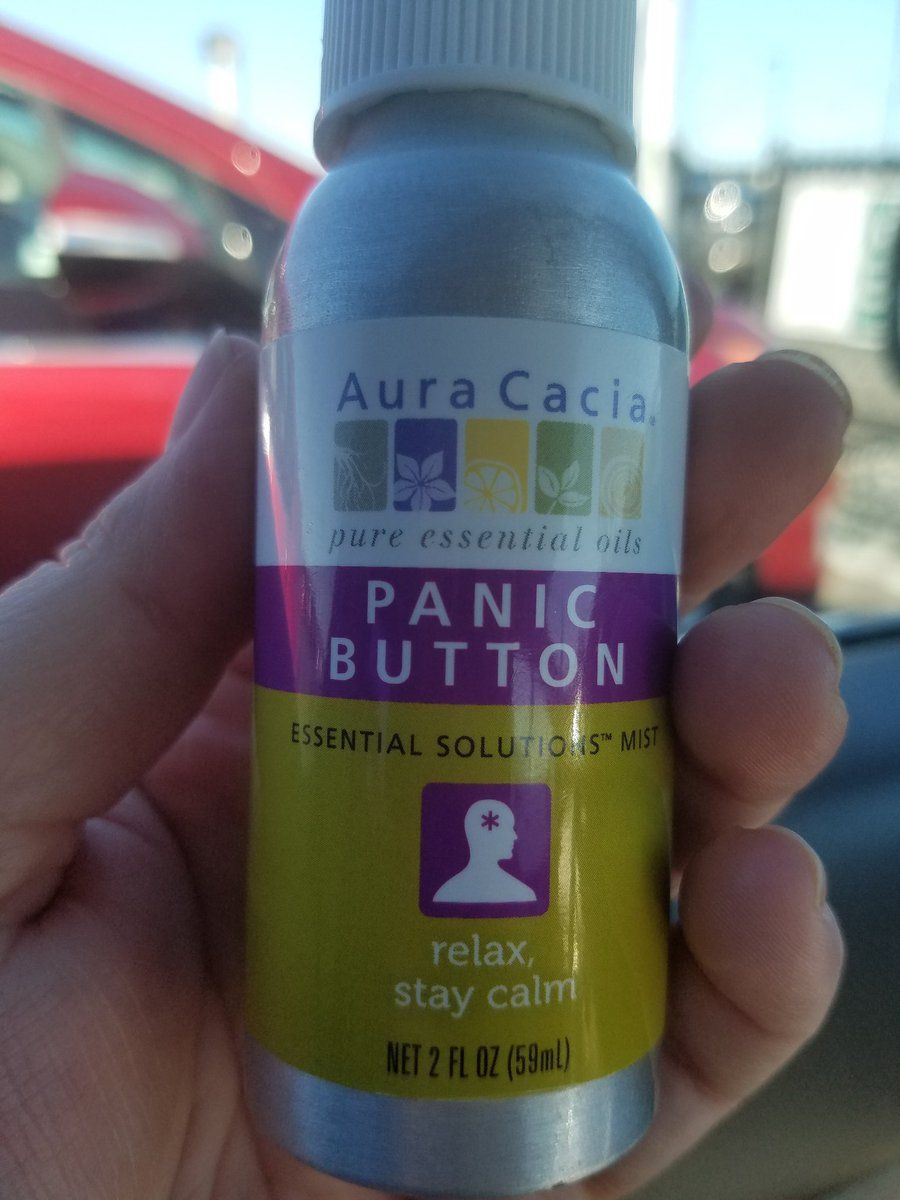 Aura Cacia
pure essential oils
PANIC
BUTTON
ESSENTIAL SOLUTIONS™ MIST
relax,
stay calm
NET 2 FL OZ (59mL)